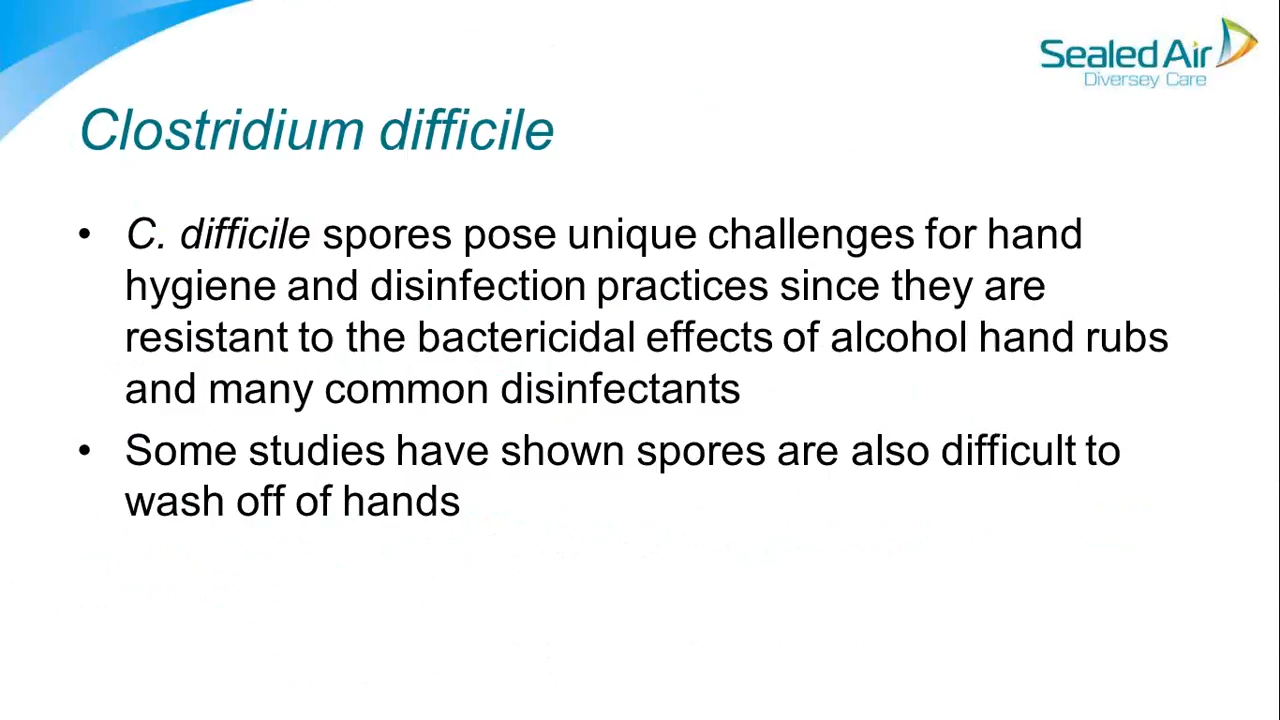 Sealed Air
Diversey Care
Clostridium difficile
• C. difficile spores pose unique challenges for hand
hygiene and disinfection practices since they are
resistant to the bactericidal effects of alcohol hand rubs
and many common disinfectants
• Some studies have shown spores are also difficult to
wash off of hands